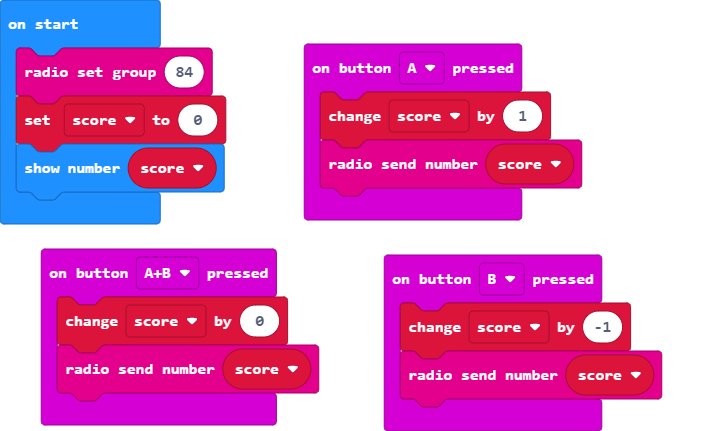 on start
radio set group 84
set score to 0
show number score
on button A pressed
change score by 1
radio send number score
on button A+B pressed
change score by 0
radio send number score
on button B pressed
change score by -1
radio send number score